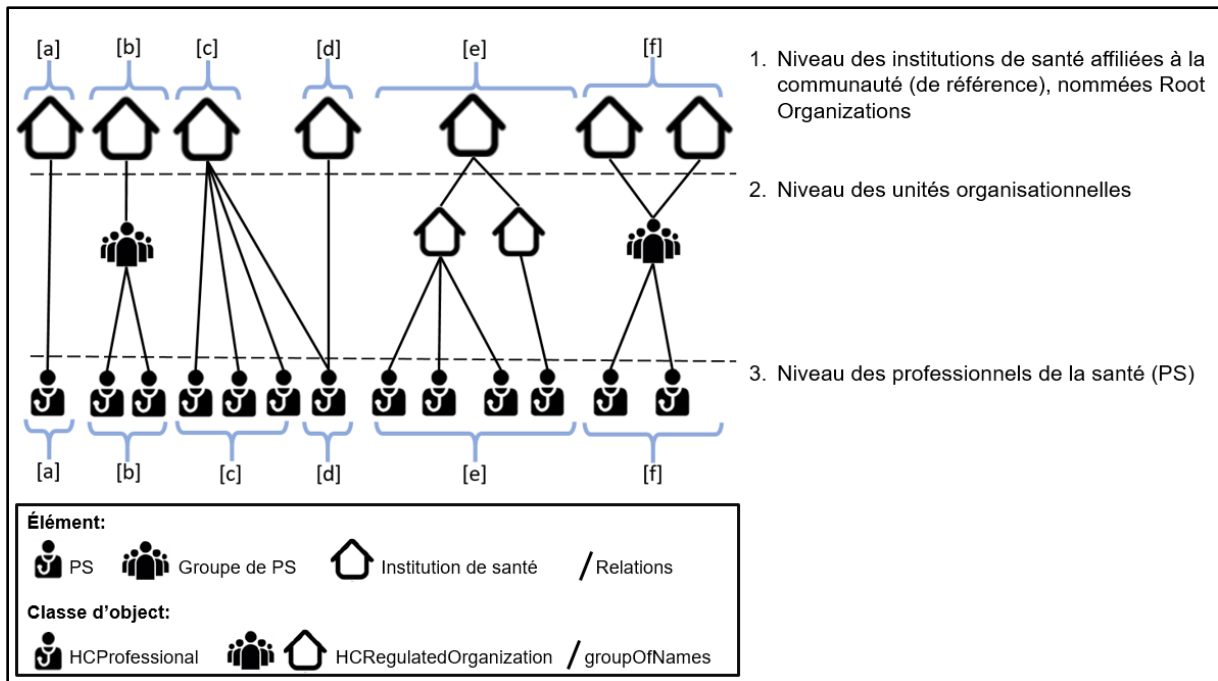 [a] [b] [c] [d] [e] [f]
1. Niveau des institutions de santé affiliées à la
communauté (de référence), nommées Root
Organizations
2. Niveau des unités organisationnelles
3. Niveau des professionnels de la santé (PS)
[a] [b] [c] [d] [e] [f]
Élément:
PS Groupe de PS Institution de santé Relations
Classe d'object:
HCProfessional HCRegulatedOrganization groupOfNames